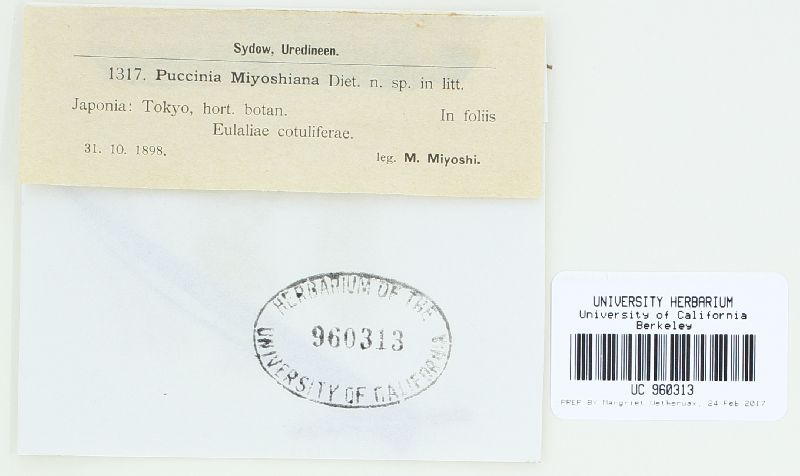 Sydow, Uredineen.
1317. Puccinia Miyoshiana Diet. n. sp. in litt.
Japonia: Tokyo, hort. botan. In foliis
Eulaliae cotuliferae.
31. 10. 1898. leg. M. Miyoshi.
HERBARIUM OF THE
960313
UNIVERSITY OF CALIFORNIA
UNIVERSITY HERBARIUM
University of California
Berkeley
UC 960313
PREP BY Margriet Wetherwax, 24 Feb 2017